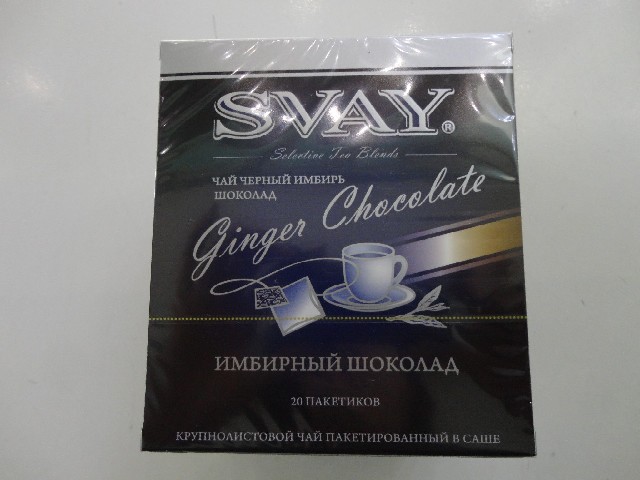 SVAY®
Selective Tea Blends
ЧАЙ ЧЕРНЫЙ ИМБИРЬ
ШОКОЛАД
Ginger Chocolate
ИМБИРНЫЙ ШОКОЛАД
20 ПАКЕТИКОВ
КРУПНОЛИСТОВОЙ ЧАЙ ПАКЕТИРОВАННЫЙ В САШЕ